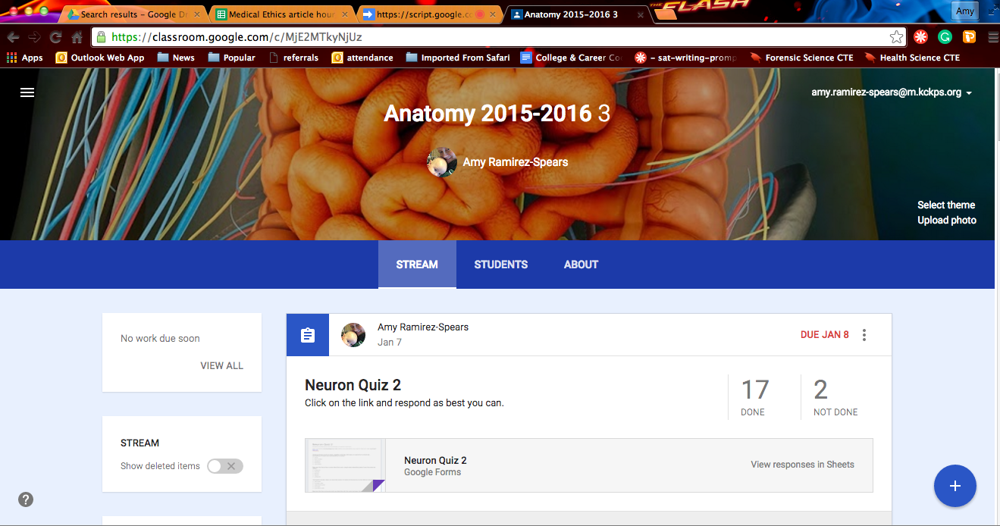 Search results – Google Dr
Medical Ethics article hour
https://script.google.co
Anatomy 2015–2016 3
THE FLASH
Amy
https://classroom.google.com/c/MjE2MTkyNjUz
Apps
Outlook Web App
News
Popular
referrals
attendance
Imported From Safari
College & Career Co
– sat-writing-promp
Forensic Science CTE
Health Science CTE
amy.ramirez-spears@m.kckps.org
Anatomy 2015-2016 3
Amy Ramirez-Spears
Select theme
Upload photo
STREAM
STUDENTS
ABOUT
No work due soon
VIEW ALL
STREAM
Show deleted items
Amy Ramirez-Spears
Jan 7
DUE JAN 8
Neuron Quiz 2
Click on the link and respond as best you can.
17
DONE
2
NOT DONE
Neuron Quiz 2
Google Forms
View responses in Sheets